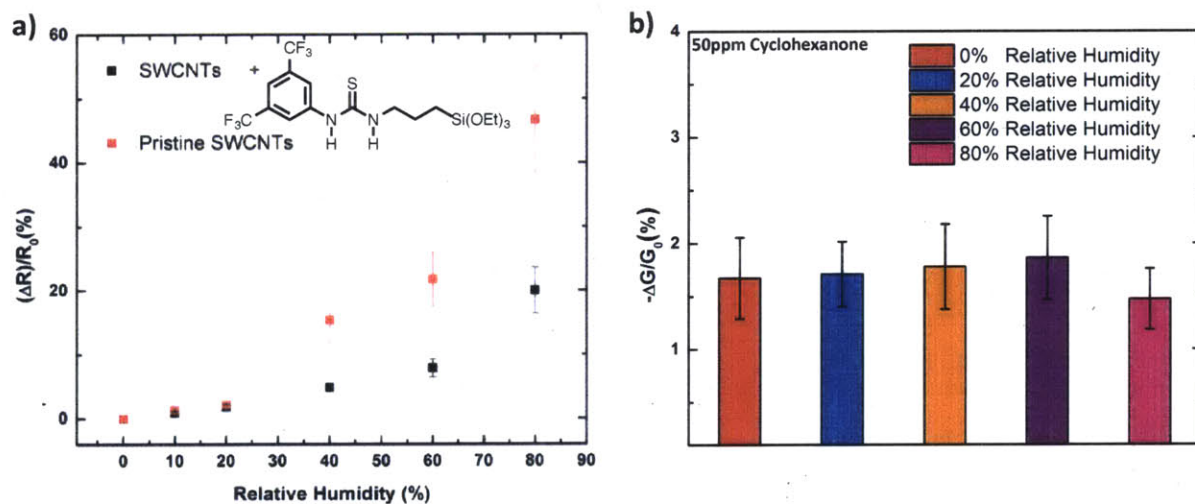 a)
60
40
20
0
(ΔR)/R0(%)
SWCNTs +
CF3
F3C
S
N
H
N
H
Si(OEt)3
Pristine SWCNTs
0 10 20 30 40 50 60 70 80 90
Relative Humidity (%)
b)
4
3
2
1
-ΔG/G0(%)
50ppm Cyclohexanone
0% Relative Humidity
20% Relative Humidity
40% Relative Humidity
60% Relative Humidity
80% Relative Humidity